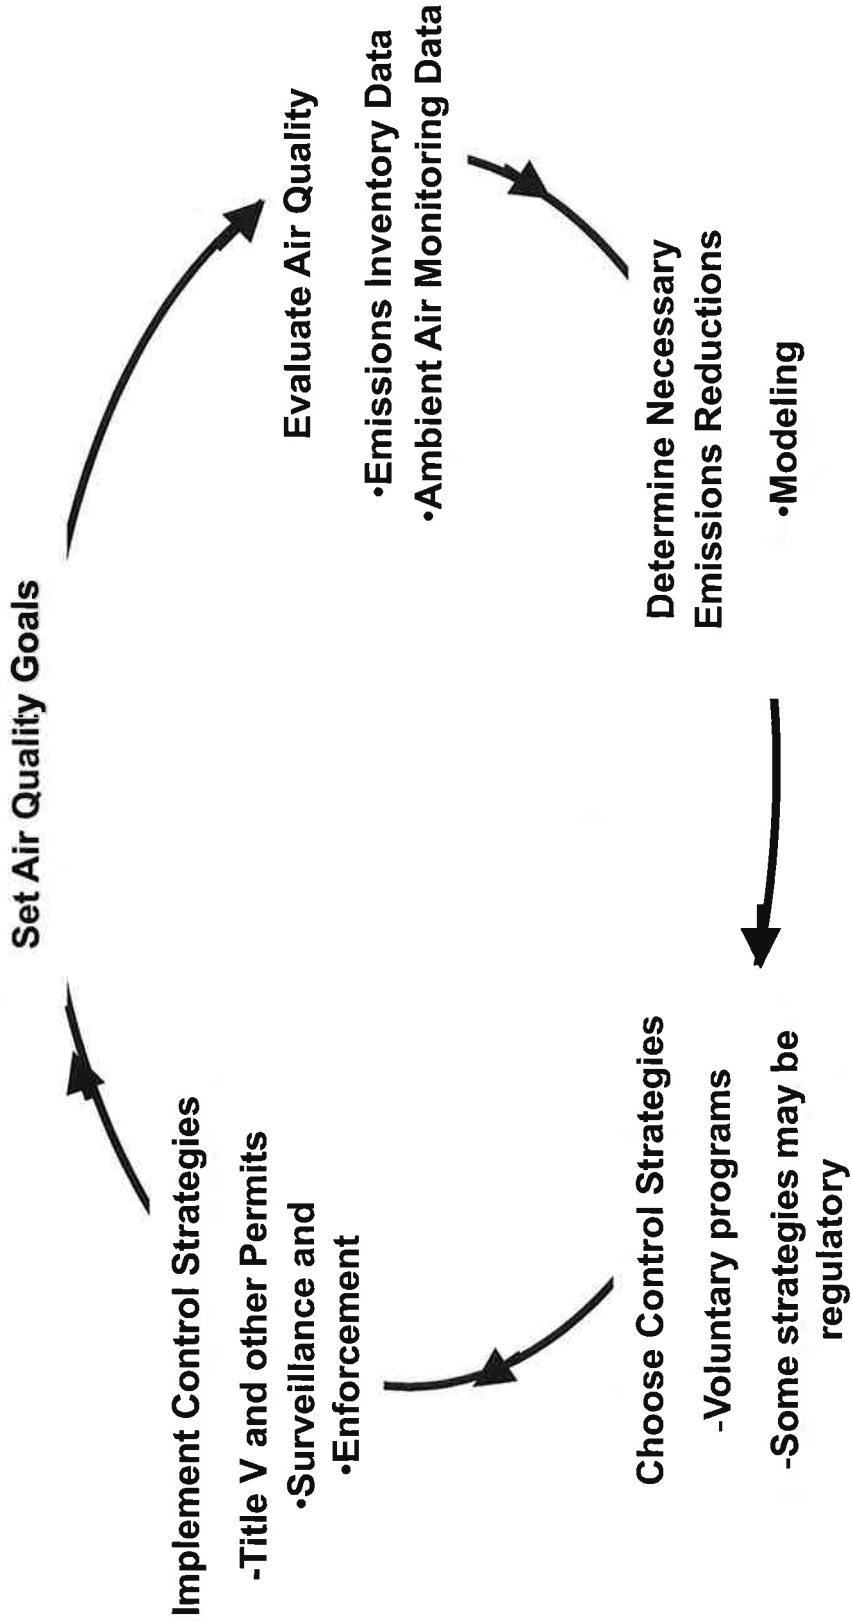 Set Air Quality Goals
Evaluate Air Quality
•Emissions Inventory Data
•Ambient Air Monitoring Data
Determine Necessary
Emissions Reductions
•Modeling
Choose Control Strategies
-Voluntary programs
-Some strategies may be
regulatory
Implement Control Strategies
-Title V and other Permits
•Surveillance and
•Enforcement